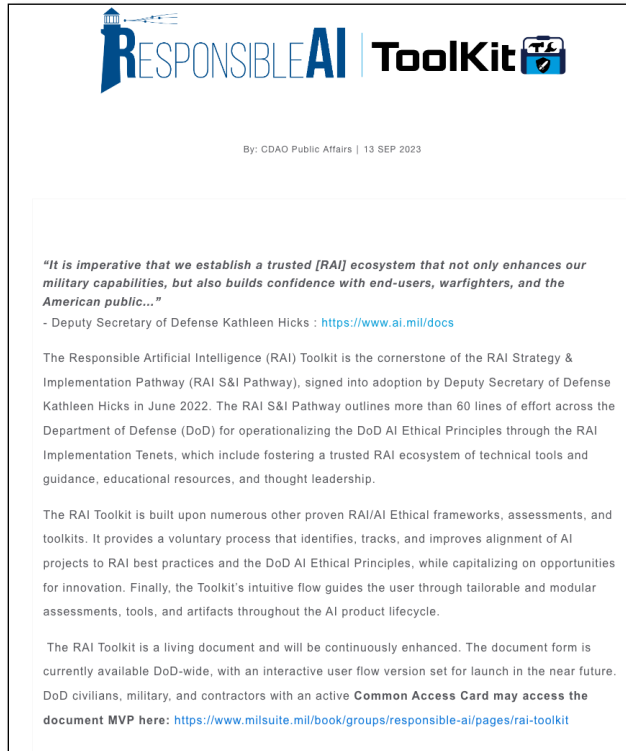 RESPONSIBLEAI | ToolKit
By: CDAO Public Affairs | 13 SEP 2023
“It is imperative that we establish a trusted [RAI] ecosystem that not only enhances our
military capabilities, but also builds confidence with end-users, warfighters, and the
American public…”
- Deputy Secretary of Defense Kathleen Hicks : https://www.ai.mil/docs
The Responsible Artificial Intelligence (RAI) Toolkit is the cornerstone of the RAI Strategy &
Implementation Pathway (RAI S&I Pathway), signed into adoption by Deputy Secretary of Defense
Kathleen Hicks in June 2022. The RAI S&I Pathway outlines more than 60 lines of effort across the
Department of Defense (DoD) for operationalizing the DoD AI Ethical Principles through the RAI
Implementation Tenets, which include fostering a trusted RAI ecosystem of technical tools and
guidance, educational resources, and thought leadership.
The RAI Toolkit is built upon numerous other proven RAI/AI Ethical frameworks, assessments, and
toolkits. It provides a voluntary process that identifies, tracks, and improves alignment of AI
projects to RAI best practices and the DoD AI Ethical Principles, while capitalizing on opportunities
for innovation. Finally, the Toolkit’s intuitive flow guides the user through tailorable and modular
assessments, tools, and artifacts throughout the AI product lifecycle.
The RAI Toolkit is a living document and will be continuously enhanced. The document form is
currently available DoD-wide, with an interactive user flow version set for launch in the near future.
DoD civilians, military, and contractors with an active Common Access Card may access the
document MVP here: https://www.milsuite.mil/book/groups/responsible-ai/pages/rai-toolkit